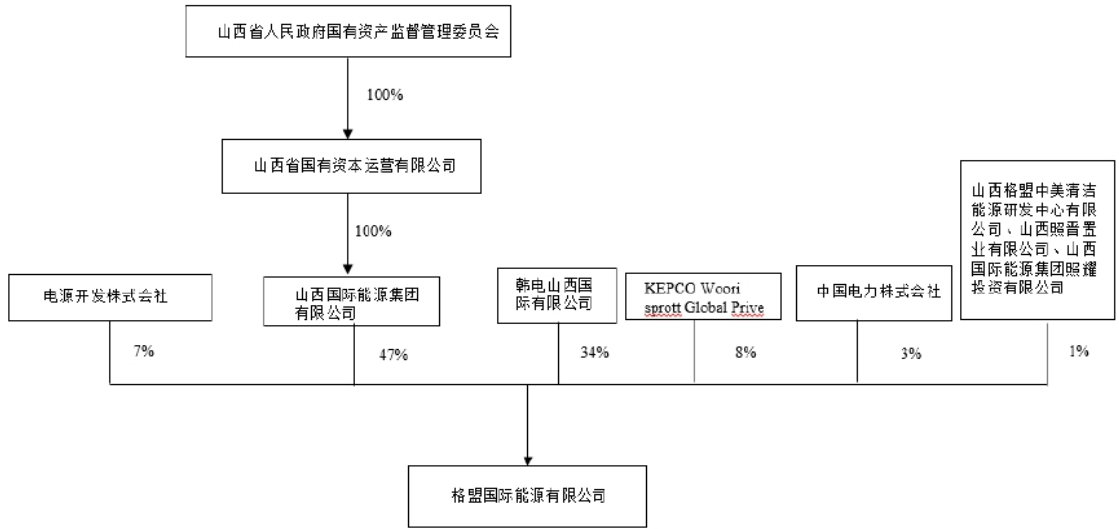 山西省人民政府国有资产监督管理委员会
100%
山西省国有资本运营有限公司
100%
电源开发株式会社
山西国际能源集团
有限公司
韩电山西国
际有限公司
KEPCO Woori
sprott Global Prive
中国电力株式会社
山西格盟中美清洁
能源研发中心有限
公司、山西照晋置
业有限公司、山西
国际能源集团照耀
投资有限公司
7%
47%
34%
8%
3%
1%
格盟国际能源有限公司